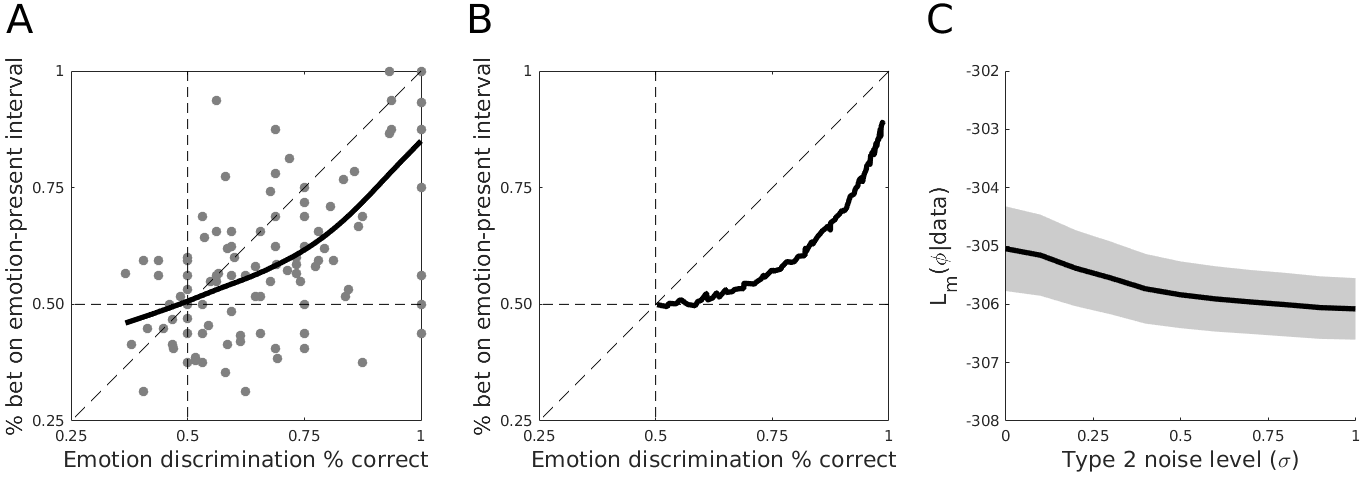 A
% bet on emotion-present interval
1
0.75
0.50
0.25
0.25 0.5 0.75 1
Emotion discrimination % correct
B
% bet on emotion-present interval
1
0.75
0.50
0.25
0.25 0.5 0.75 1
Emotion discrimination % correct
C
L_m(ϕ|data)
-302
-303
-304
-305
-306
-307
-308
0 0.25 0.5 0.75 1
Type 2 noise level (σ)